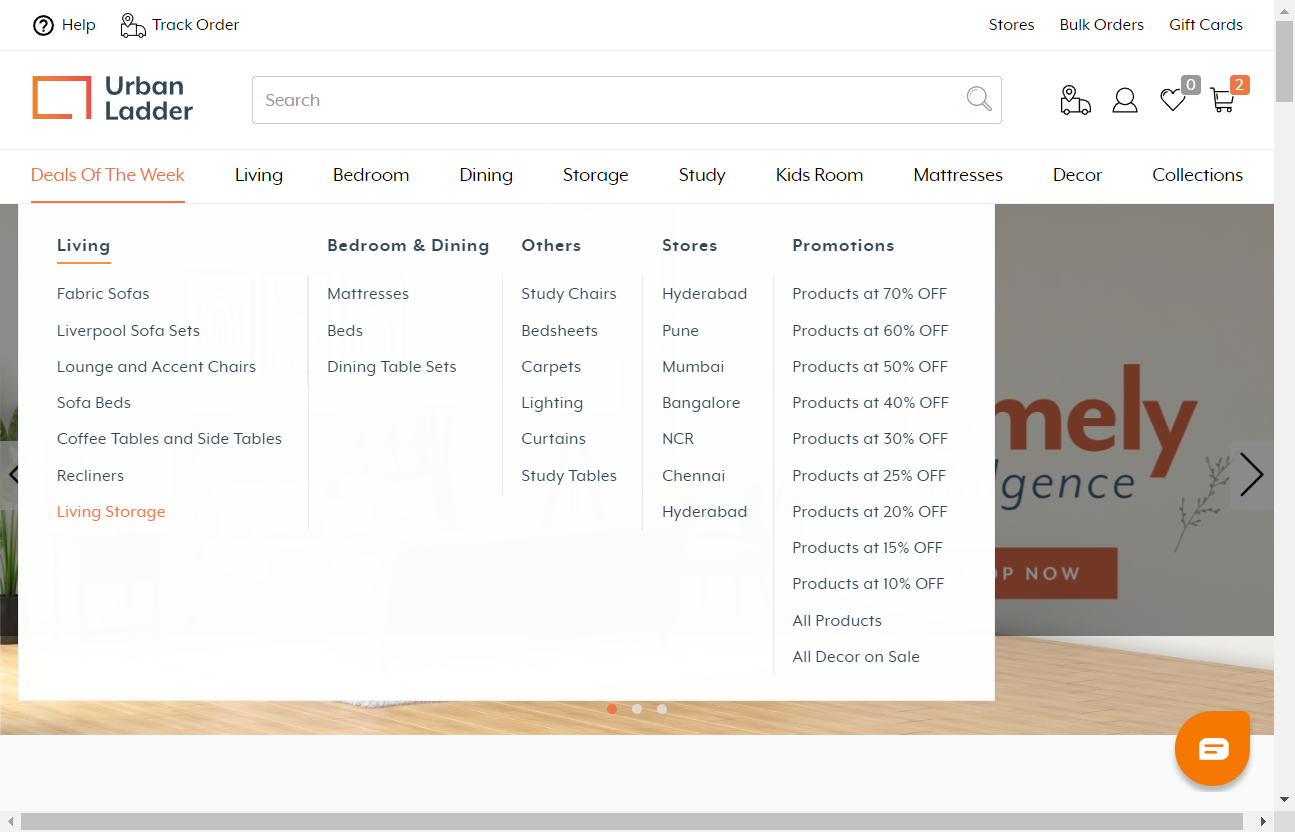 Help
Track Order
Stores
Bulk Orders
Gift Cards
Urban
Ladder
Search
0
2
Deals Of The Week
Living
Bedroom
Dining
Storage
Study
Kids Room
Mattresses
Decor
Collections
Living
Fabric Sofas
Liverpool Sofa Sets
Lounge and Accent Chairs
Sofa Beds
Coffee Tables and Side Tables
Recliners
Living Storage
Bedroom & Dining
Mattresses
Beds
Dining Table Sets
Others
Study Chairs
Bedsheets
Carpets
Lighting
Curtains
Study Tables
Stores
Hyderabad
Pune
Mumbai
Bangalore
NCR
Chennai
Hyderabad
Promotions
Products at 70% OFF
Products at 60% OFF
Products at 50% OFF
Products at 40% OFF
Products at 30% OFF
Products at 25% OFF
Products at 20% OFF
Products at 15% OFF
Products at 10% OFF
All Products
All Decor on Sale
mely
lgence
OP NOW